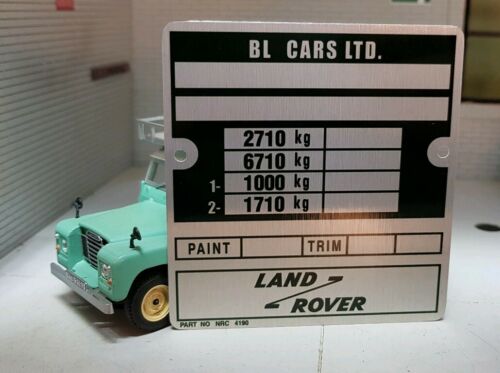 BL CARS LTD.
2710 kg
6710 kg
1- 1000 kg
2- 1710 kg
PAINT TRIM
LAND
ROVER
PART NO NRC 4190